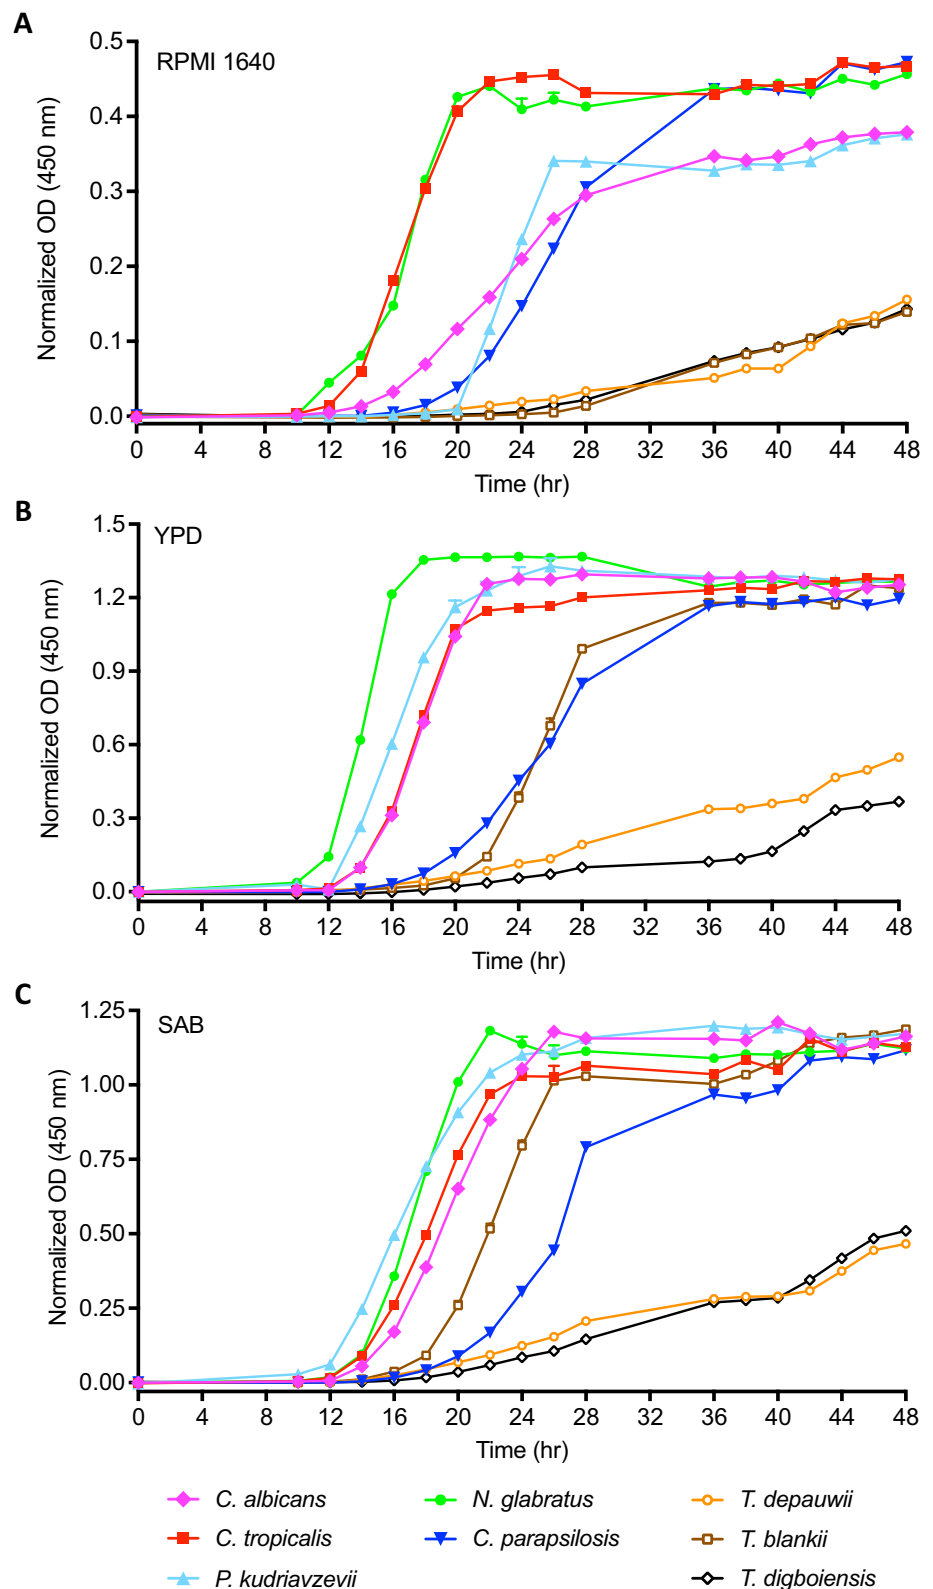 A
RPMI 1640
Normalized OD (450 nm)
0.5
0.4
0.3
0.2
0.1
0.0
0 4 8 12 16 20 24 28 32 36 40 44 48
Time (hr)
B
YPD
Normalized OD (450 nm)
1.5
1.2
0.9
0.6
0.3
0.0
0 4 8 12 16 20 24 28 32 36 40 44 48
Time (hr)
C
SAB
Normalized OD (450 nm)
1.25
1.00
0.75
0.50
0.25
0.00
0 4 8 12 16 20 24 28 32 36 40 44 48
Time (hr)
C. albicans N. glabratus T. depauwii
C. tropicalis C. parapsilosis T. blankii
P. kudriavzevii T. digboiensis